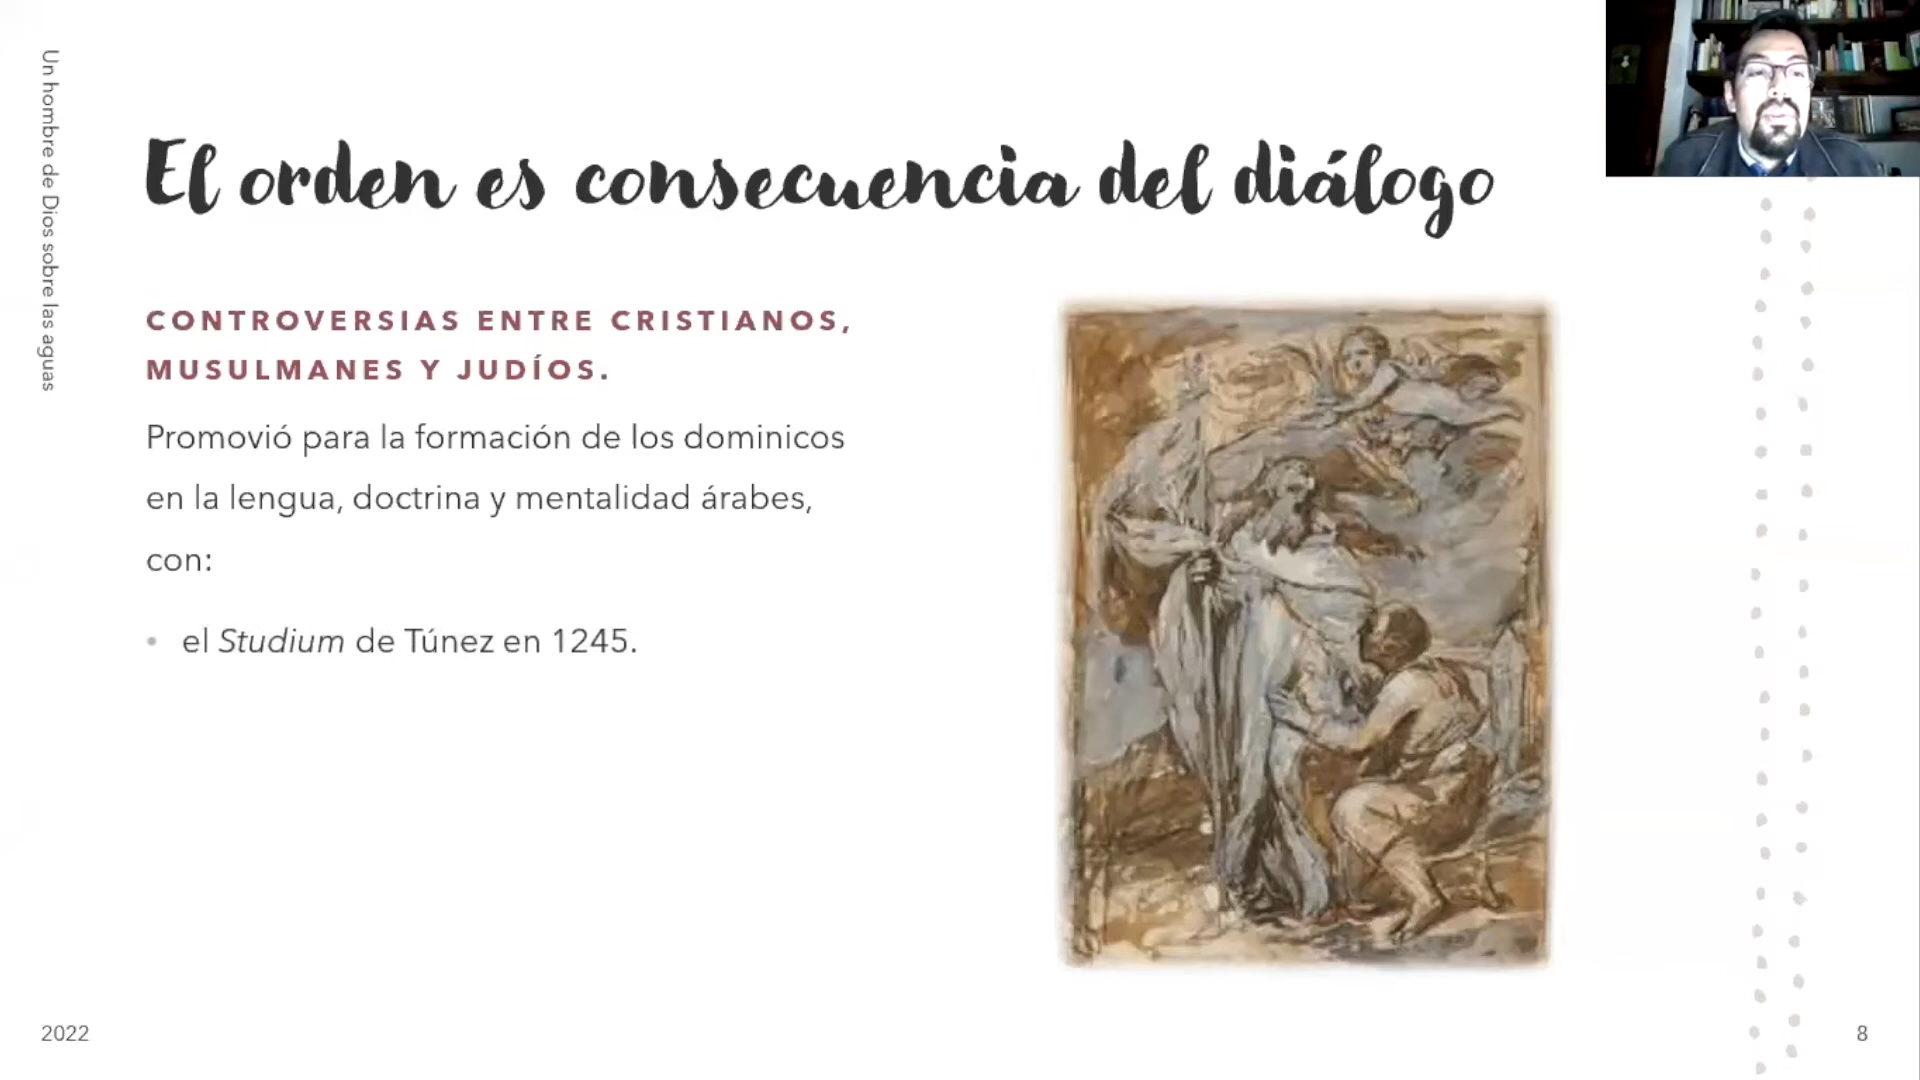 Un hombre de Dios sobre las aguas
El orden es consecuencia del diálogo
CONTROVERSIAS ENTRE CRISTIANOS,
MUSULMANES Y JUDÍOS.
Promovió para la formación de los dominicos
en la lengua, doctrina y mentalidad árabes,
con:
• el Studium de Túnez en 1245.
2022
8